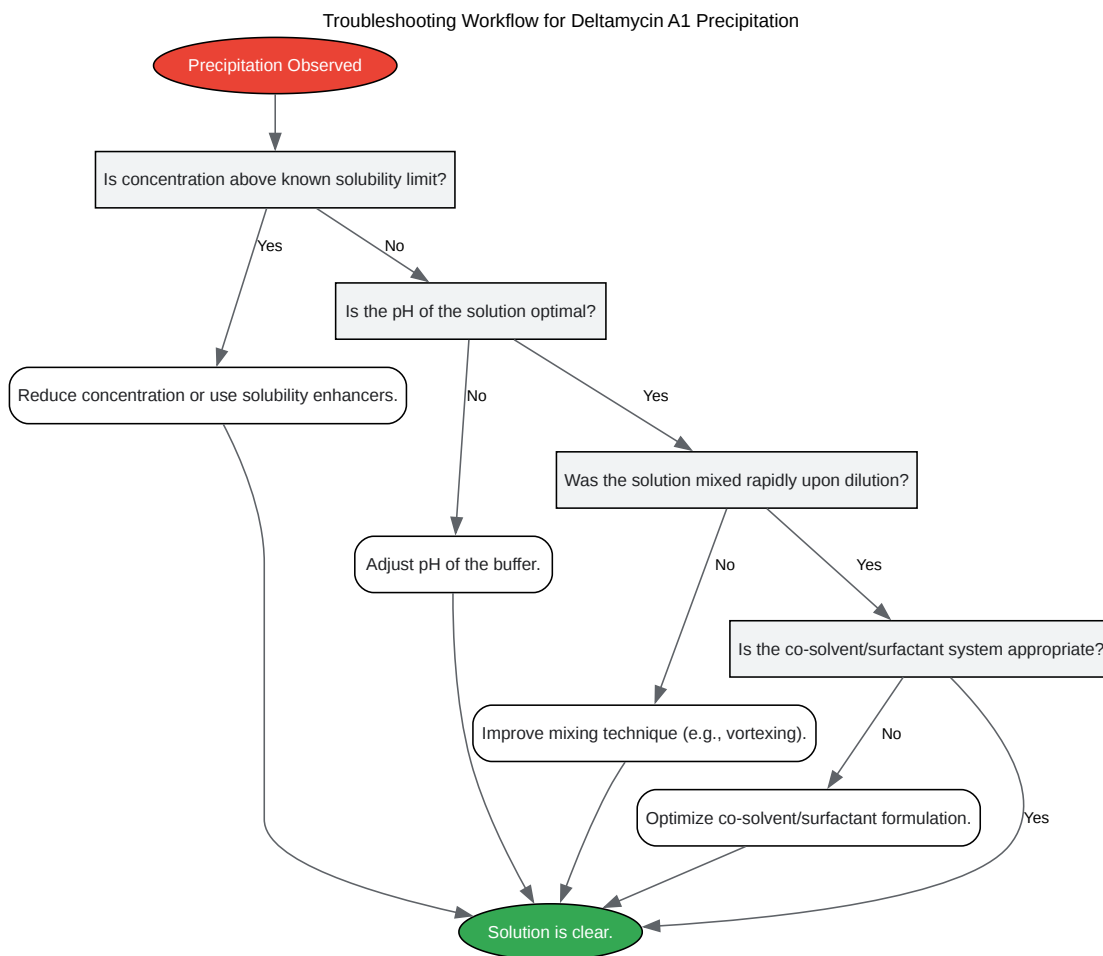 Troubleshooting Workflow for Deltamycin A1 Precipitation
Precipitation Observed
Is concentration above known solubility limit?
Yes
No
Is the pH of the solution optimal?
Reduce concentration or use solubility enhancers.
No
Yes
Was the solution mixed rapidly upon dilution?
Adjust pH of the buffer.
No
Yes
Is the co-solvent/surfactant system appropriate?
Improve mixing technique (e.g., vortexing).
No
Optimize co-solvent/surfactant formulation.
Yes
Solution is clear.